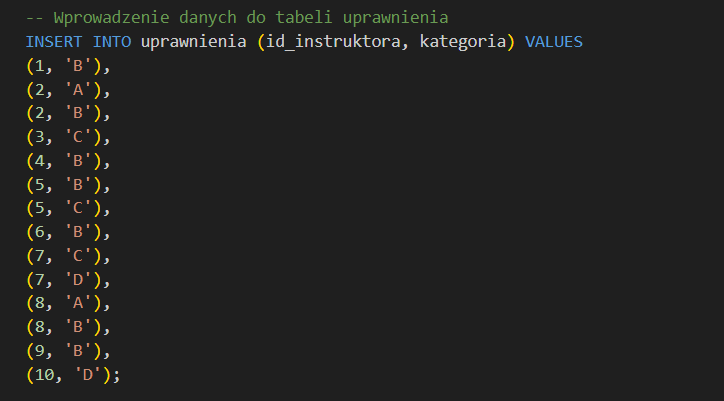 -- Wprowadzenie danych do tabeli uprawnienia
INSERT INTO uprawnienia (id_instruktora, kategoria) VALUES
(1, 'B'),
(2, 'A'),
(2, 'B'),
(3, 'C'),
(4, 'B'),
(5, 'B'),
(5, 'C'),
(6, 'B'),
(7, 'C'),
(7, 'D'),
(8, 'A'),
(8, 'B'),
(9, 'B'),
(10, 'D');